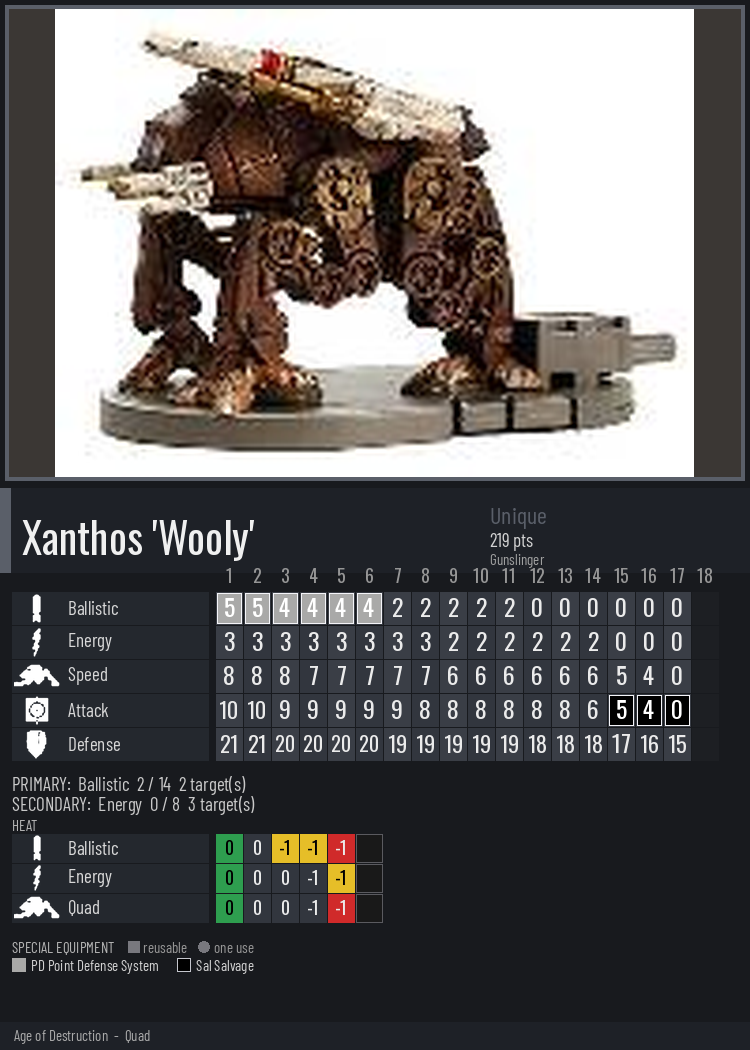 Xanthos 'Wooly'
Unique
219 pts
Gunslinger
1 2 3 4 5 6 7 8 9 10 11 12 13 14 15 16 17 18
Ballistic 5 5 4 4 4 4 2 2 2 2 2 0 0 0 0 0 0
Energy 3 3 3 3 3 3 3 3 2 2 2 2 2 2 0 0 0
Speed 8 8 8 7 7 7 7 7 6 6 6 6 6 6 5 4 0
Attack 10 10 9 9 9 9 9 8 8 8 8 8 8 6 5 4 0
Defense 21 21 20 20 20 20 19 19 19 19 19 18 18 18 17 16 15
PRIMARY: Ballistic 2 / 14 2 target(s)
SECONDARY: Energy 0 / 8 3 target(s)
HEAT
Ballistic 0 0 -1 -1 -1
Energy 0 0 0 -1 -1
Quad 0 0 0 -1 -1
SPECIAL EQUIPMENT reusable one use
PD Point Defense System Sal Salvage
Age of Destruction - Quad